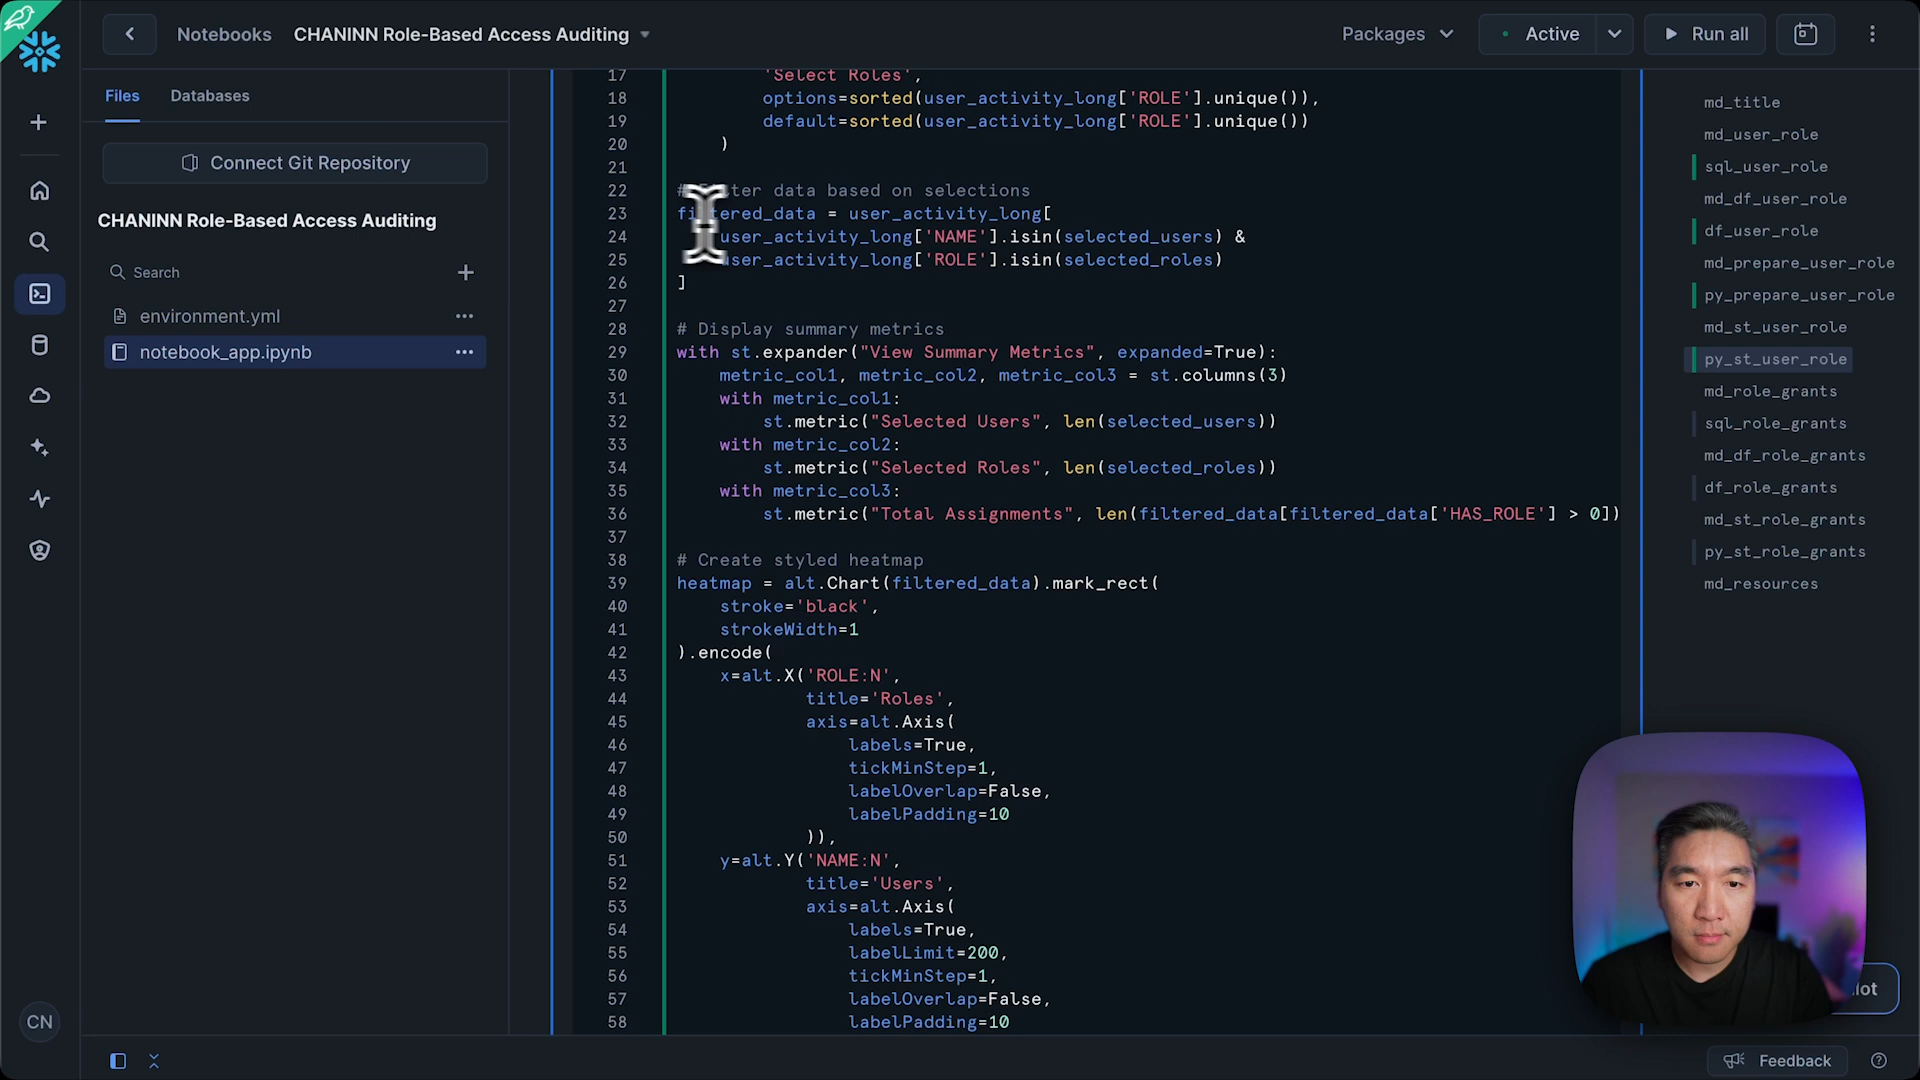 Notebooks CHANINN Role-Based Access Auditing
Packages Active Run all
Files Databases
Connect Git Repository
CHANINN Role-Based Access Auditing
Search
environment.yml
notebook_app.ipynb
CN
17 'Select Roles',
18 options=sorted(user_activity_long['ROLE'].unique()),
19 default=sorted(user_activity_long['ROLE'].unique())
20 )
21
22 # data based on selections
23 filtered_data = user_activity_long[
24 user_activity_long['NAME'].isin(selected_users) &
25 user_activity_long['ROLE'].isin(selected_roles)
26 ]
27
28 # Display summary metrics
29 with st.expander("View Summary Metrics", expanded=True):
30 metric_col1, metric_col2, metric_col3 = st.columns(3)
31 with metric_col1:
32 st.metric("Selected Users", len(selected_users))
33 with metric_col2:
34 st.metric("Selected Roles", len(selected_roles))
35 with metric_col3:
36 st.metric("Total Assignments", len(filtered_data[filtered_data['HAS_ROLE'] > 0])
37
38 # Create styled heatmap
39 heatmap = alt.Chart(filtered_data).mark_rect(
40 stroke='black',
41 strokeWidth=1
42 ).encode(
43 x=alt.X('ROLE:N',
44 title='Roles',
45 axis=alt.Axis(
46 labels=True,
47 tickMinStep=1,
48 labelOverlap=False,
49 labelPadding=10
50 )),
51 y=alt.Y('NAME:N',
52 title='Users',
53 axis=alt.Axis(
54 labels=True,
55 labelLimit=200,
56 tickMinStep=1,
57 labelOverlap=False,
58 labelPadding=10
md_title
md_user_role
sql_user_role
md_df_user_role
df_user_role
md_prepare_user_role
py_prepare_user_role
md_st_user_role
py_st_user_role
md_role_grants
sql_role_grants
md_df_role_grants
df_role_grants
md_st_role_grants
py_st_role_grants
md_resources
Feedback